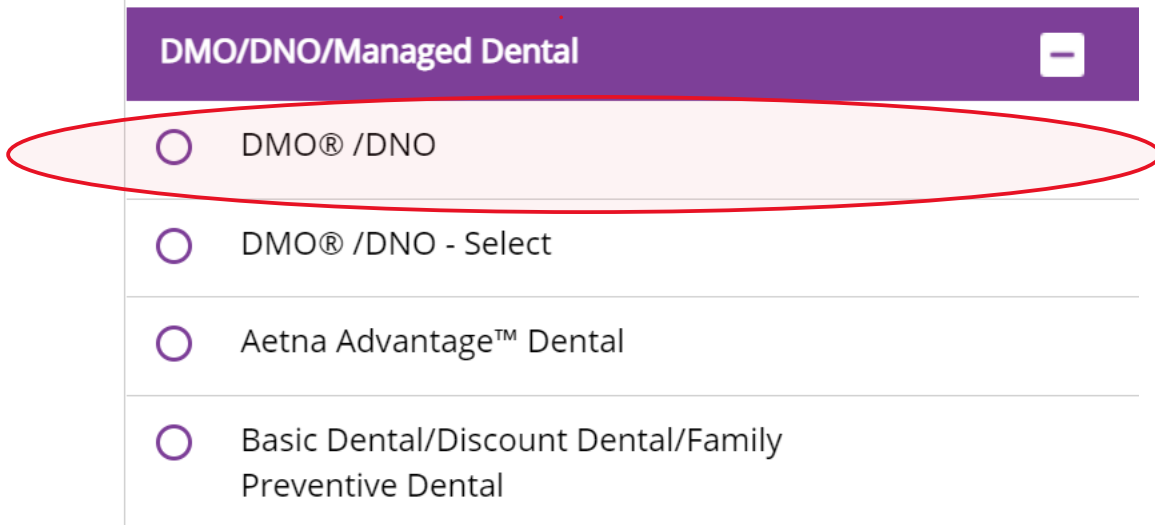 DMO/DNO/Managed Dental
DMO® /DNO
DMO® /DNO - Select
Aetna Advantage™ Dental
Basic Dental/Discount Dental/Family
Preventive Dental